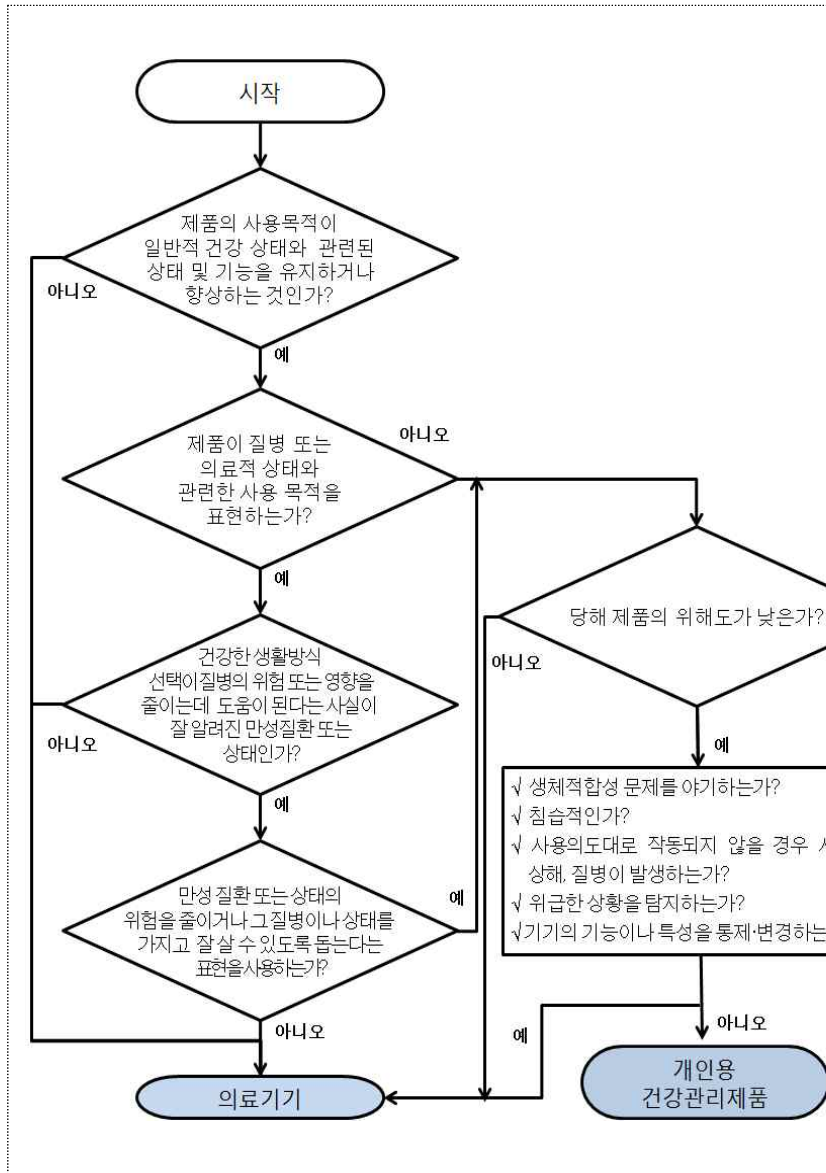 시작
제품의 사용목적이
일반적 건강 상태와 관련된
상태 및 기능을 유지하거나
향상하는 것인가?
아니오
예
제품이 질병 또는
의료적 상태와
관련한 사용 목적을
표현하는가?
아니오
예
건강한 생활방식
선택이 질병의 위험 또는 영향을
줄이는데 도움이 된다는 사실이
잘 알려진 만성질환 또는
상태인가?
아니오
예
만성 질환 또는 상태의
위험을 줄이거나 그 질병이나 상태를
가지고 잘 살 수 있도록 돕는다는
표현을 사용하는가?
예
아니오
의료기기
당해 제품의 위해도가 낮은가?
아니오
예
√ 생체적합성 문제를 야기하는가?
√ 침습적인가?
√ 사용의도대로 작동되지 않을 경우
상해, 질병이 발생하는가?
√ 위급한 상황을 탐지하는가?
√기기의 기능이나 특성을 통제·변경하는
예
아니오
개인용
건강관리제품